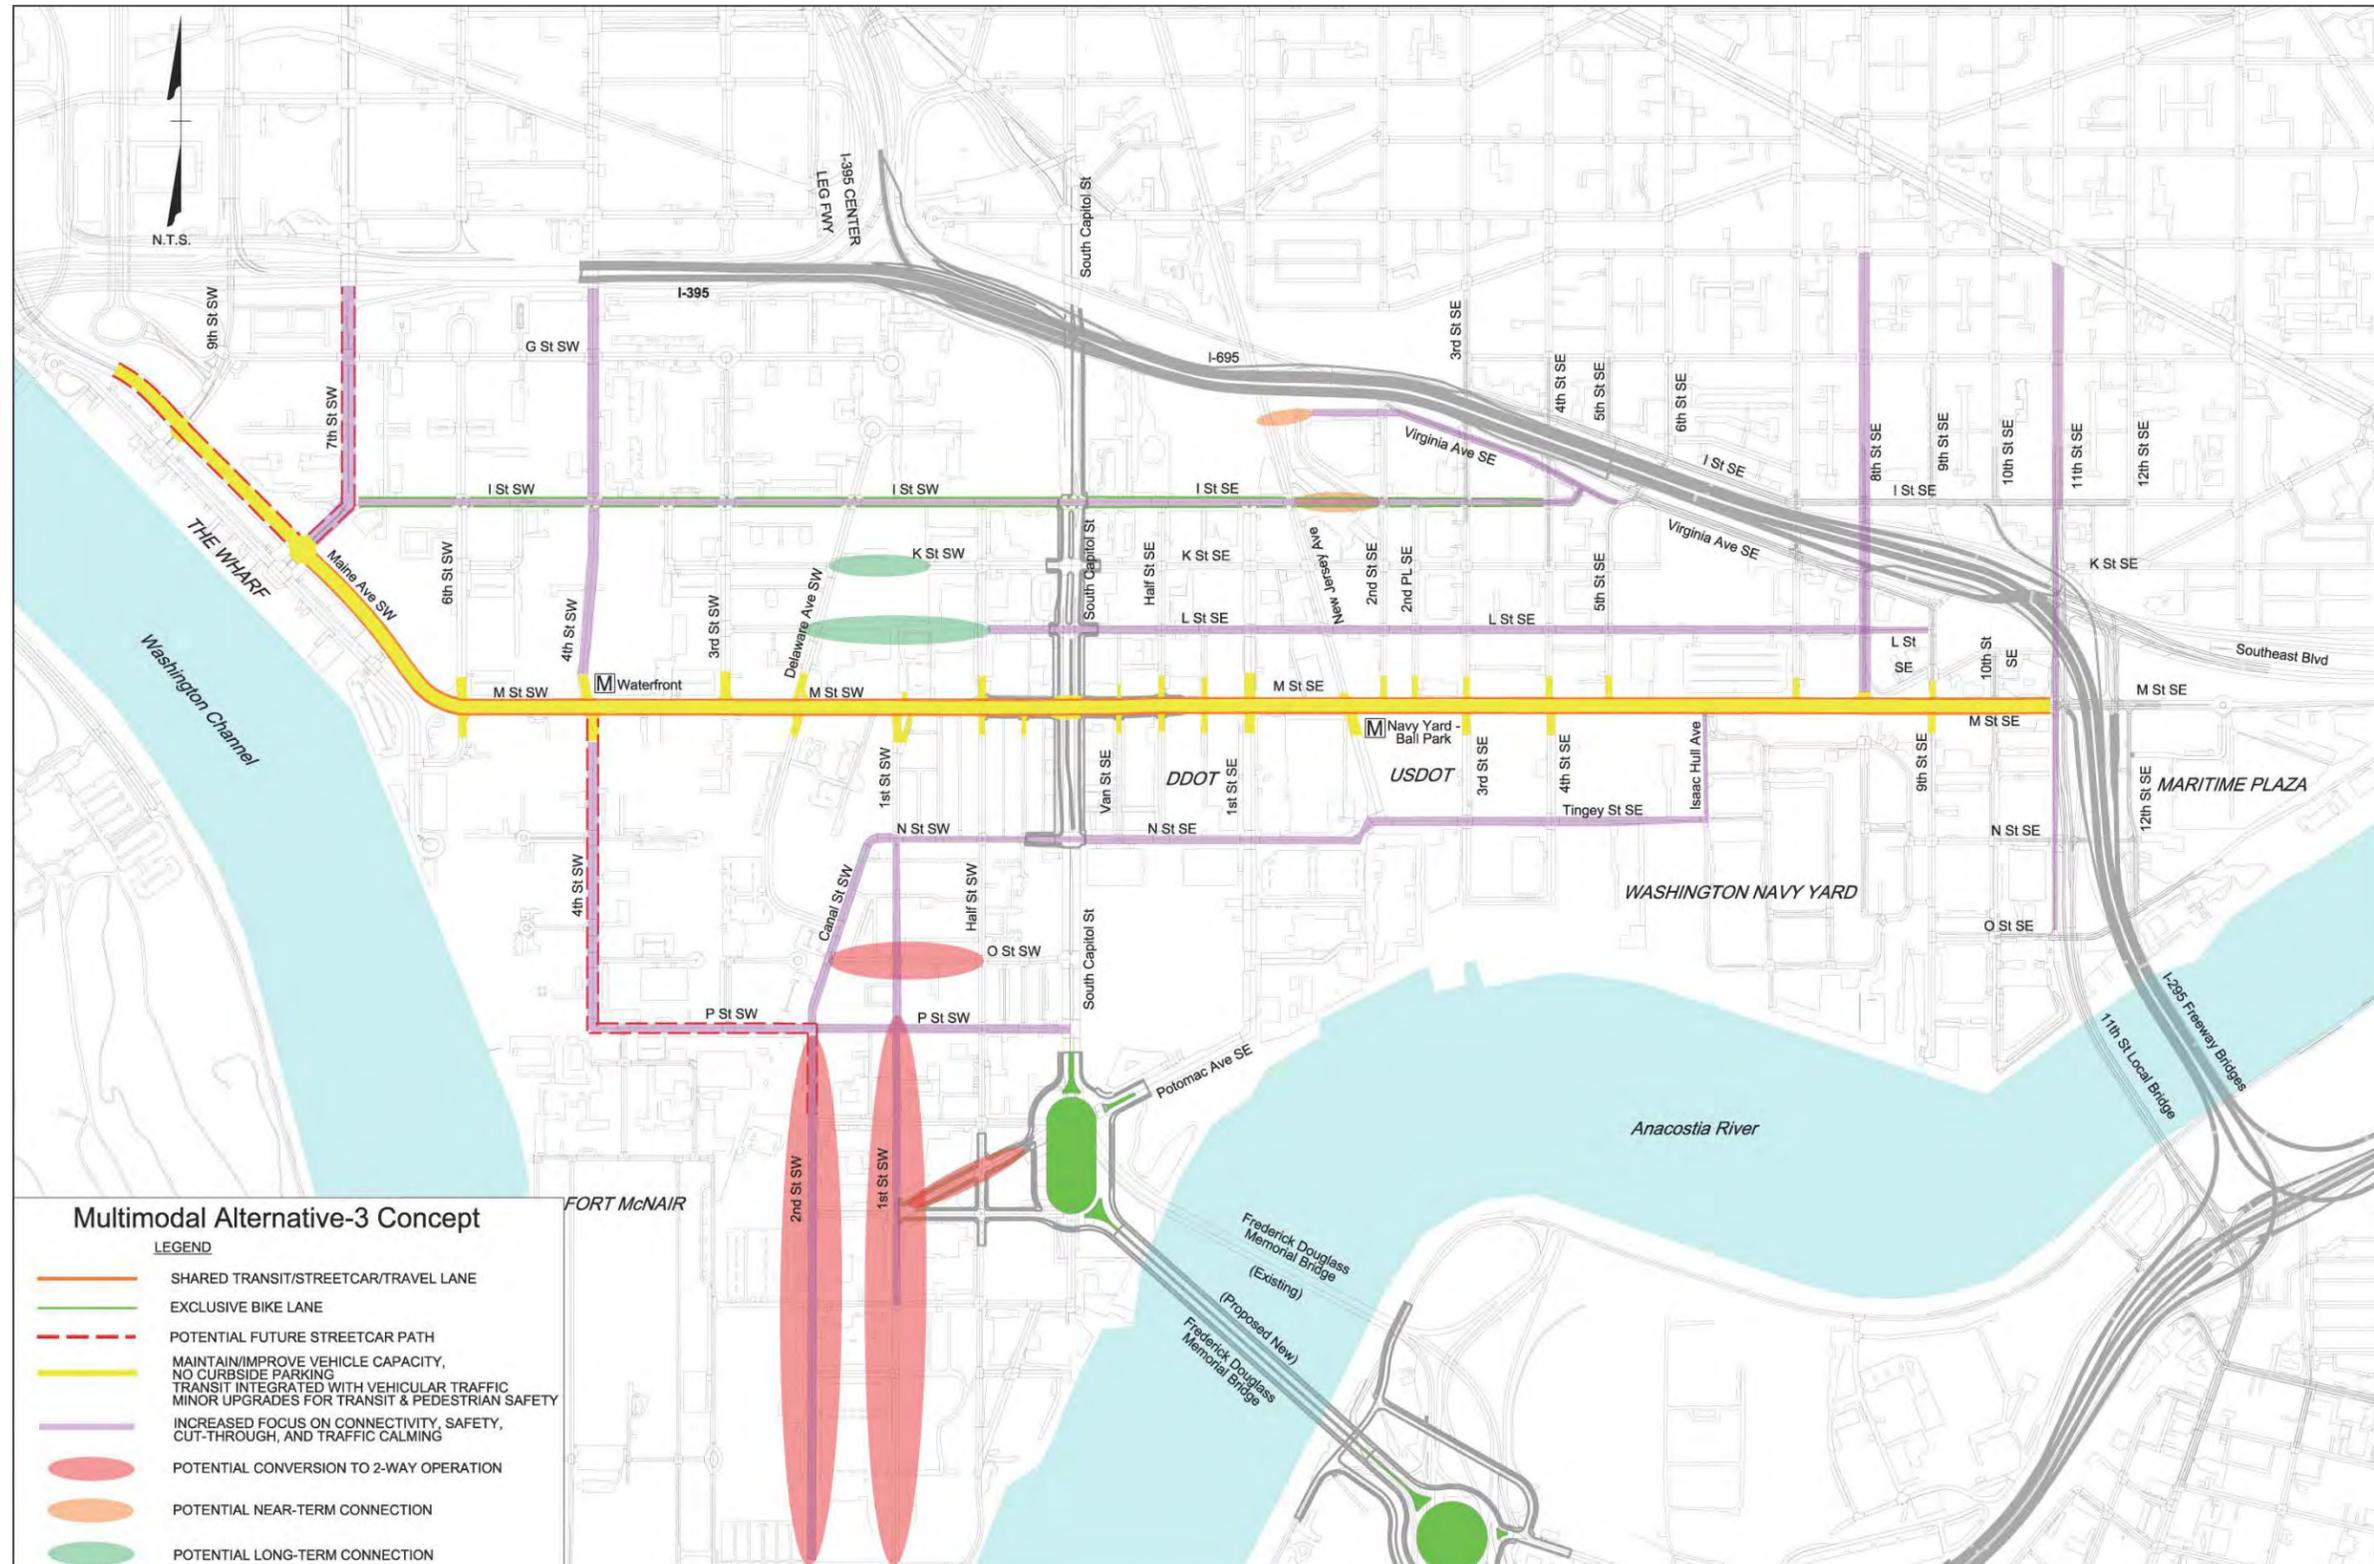 N.T.S.
I-395 CENTER
LEG FWY
South Capitol St
I-395
9th St SW
G St SW
7th St SW
I-695
3rd St SE
4th St SE
5th St SE
6th St SE
8th St SE
9th St SE
10th St SE
11th St SE
12th St SE
Virginia Ave SE
I St SE
I St SW
I St SW
I St SE
I St SE
THE WHARF
Maine Ave SW
6th St SW
4th St SW
3rd St SW
Delaware Ave SW
K St SW
South Capitol St
Half St SE
K St SE
New Jersey Ave
2nd St SE
2nd PL SE
5th St SE
Virginia Ave SE
K St SE
L St SE
L St SE
L St
SE
10th St
SE
Southeast Blvd
Washington Channel
M St SW
M Waterfront
M St SW
M St SE
M St SE
M St SE
M Navy Yard -
Ball Park
1st St SW
Van St SE
DDOT
1st St SE
USDOT
3rd St SE
4th St SE
Isaac Hull Ave
9th St SE
12th St SE
MARITIME PLAZA
Tingey St SE
N St SW
N St SE
N St SE
4th St SW
Canal St SW
Half St SW
WASHINGTON NAVY YARD
O St SW
O St SE
South Capitol St
P St SW
P St SW
Potomac Ave SE
I-295 Freeway Bridges
11th St Local Bridge
Anacostia River
2nd St SW
1st St SW
FORT McNAIR
Frederick Douglass
Memorial Bridge
(Existing)
(Proposed New)
Frederick Douglass
Memorial Bridge
Multimodal Alternative-3 Concept
LEGEND
SHARED TRANSIT/STREETCAR/TRAVEL LANE
EXCLUSIVE BIKE LANE
POTENTIAL FUTURE STREETCAR PATH
MAINTAIN/IMPROVE VEHICLE CAPACITY,
NO CURBSIDE PARKING
TRANSIT INTEGRATED WITH VEHICULAR TRAFFIC
MINOR UPGRADES FOR TRANSIT & PEDESTRIAN SAFETY
INCREASED FOCUS ON CONNECTIVITY, SAFETY,
CUT-THROUGH, AND TRAFFIC CALMING
POTENTIAL CONVERSION TO 2-WAY OPERATION
POTENTIAL NEAR-TERM CONNECTION
POTENTIAL LONG-TERM CONNECTION